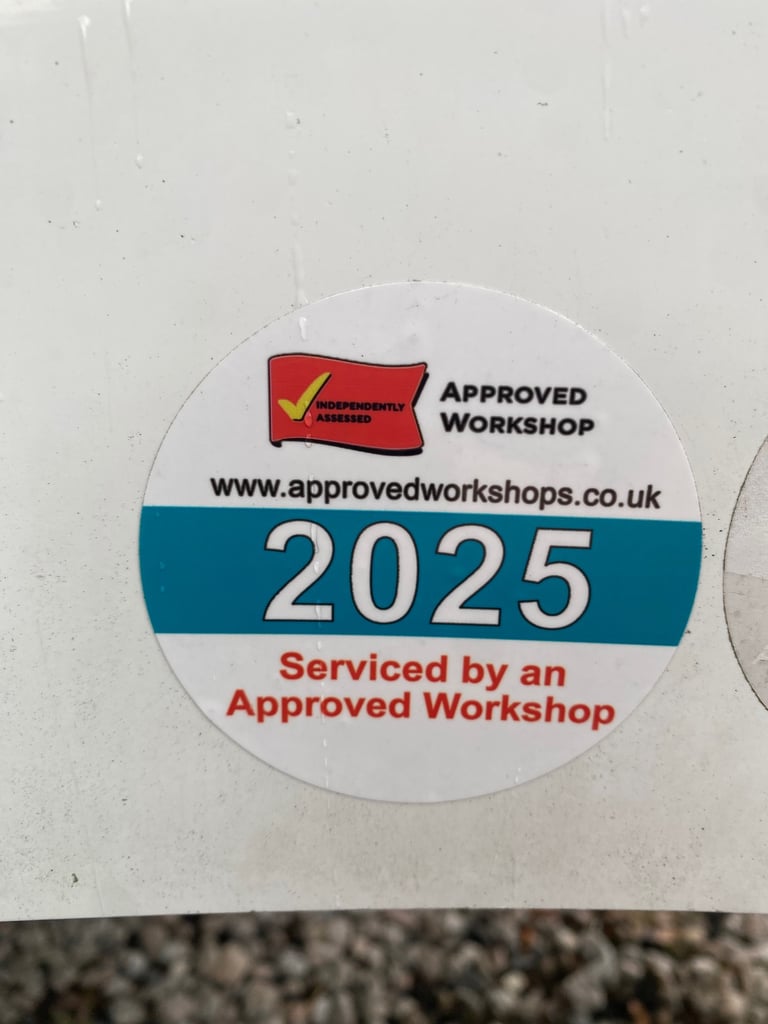 INDEPENDENTLY
ASSESSED
APPROVED
WORKSHOP
www.approvedworkshops.co.uk
2025
Serviced by an
Approved Workshop